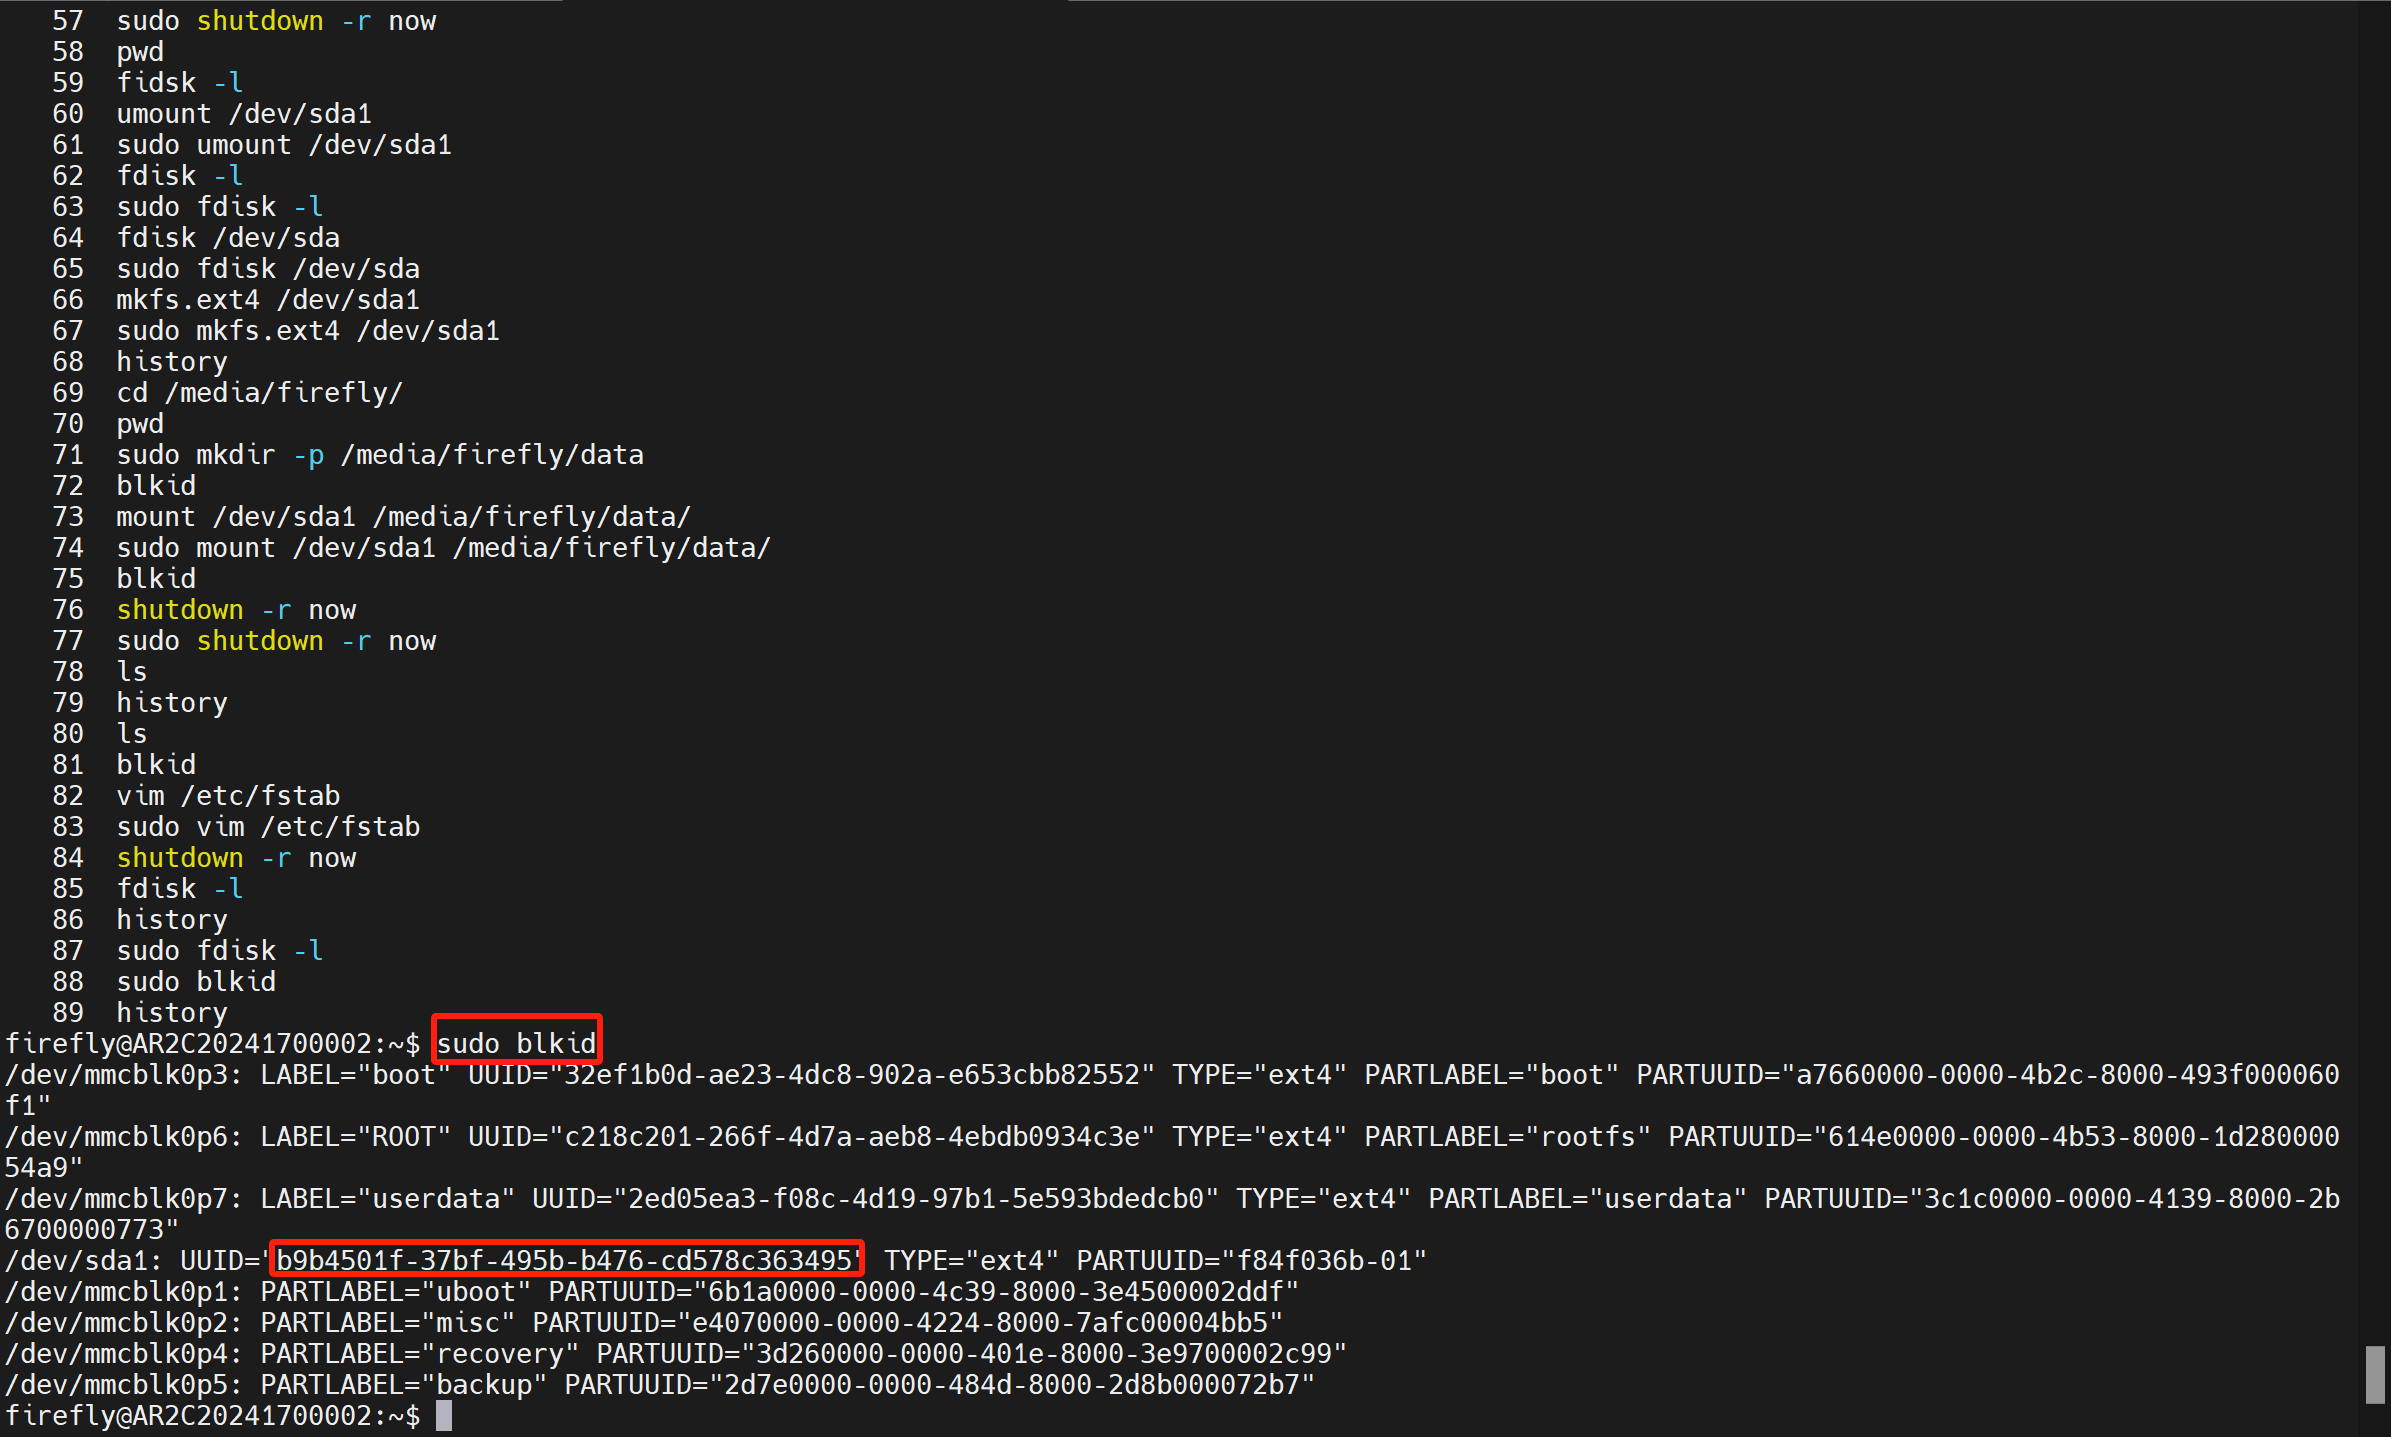 57 sudo shutdown -r now
58 pwd
59 fidsk -l
60 umount /dev/sda1
61 sudo umount /dev/sda1
62 fdisk -l
63 sudo fdisk -l
64 fdisk /dev/sda
65 sudo fdisk /dev/sda
66 mkfs.ext4 /dev/sda1
67 sudo mkfs.ext4 /dev/sda1
68 history
69 cd /media/firefly/
70 pwd
71 sudo mkdir -p /media/firefly/data
72 blkid
73 mount /dev/sda1 /media/firefly/data/
74 sudo mount /dev/sda1 /media/firefly/data/
75 blkid
76 shutdown -r now
77 sudo shutdown -r now
78 ls
79 history
80 ls
81 blkid
82 vim /etc/fstab
83 sudo vim /etc/fstab
84 shutdown -r now
85 fdisk -l
86 history
87 sudo fdisk -l
88 sudo blkid
89 history
firefly@AR2C20241700002:~$ sudo blkid
/dev/mmcblk0p3: LABEL="boot" UUID="32ef1b0d-ae23-4dc8-902a-e653cbb82552" TYPE="ext4" PARTLABEL="boot" PARTUUID="a7660000-0000-4b2c-8000-493f000060
f1"
/dev/mmcblk0p6: LABEL="ROOT" UUID="c218c201-266f-4d7a-aeb8-4ebdb0934c3e" TYPE="ext4" PARTLABEL="rootfs" PARTUUID="614e0000-0000-4b53-8000-1d280000
54a9"
/dev/mmcblk0p7: LABEL="userdata" UUID="2ed05ea3-f08c-4d19-97b1-5e593bdedcb0" TYPE="ext4" PARTLABEL="userdata" PARTUUID="3c1c0000-0000-4139-8000-2b
6700000773"
/dev/sda1: UUID="b9b4501f-37bf-495b-b476-cd578c363495" TYPE="ext4" PARTUUID="f84f036b-01"
/dev/mmcblk0p1: PARTLABEL="uboot" PARTUUID="6b1a0000-0000-4c39-8000-3e4500002ddf"
/dev/mmcblk0p2: PARTLABEL="misc" PARTUUID="e4070000-0000-4224-8000-7afc00004bb5"
/dev/mmcblk0p4: PARTLABEL="recovery" PARTUUID="3d260000-0000-401e-8000-3e9700002c99"
/dev/mmcblk0p5: PARTLABEL="backup" PARTUUID="2d7e0000-0000-484d-8000-2d8b000072b7"
firefly@AR2C20241700002:~$